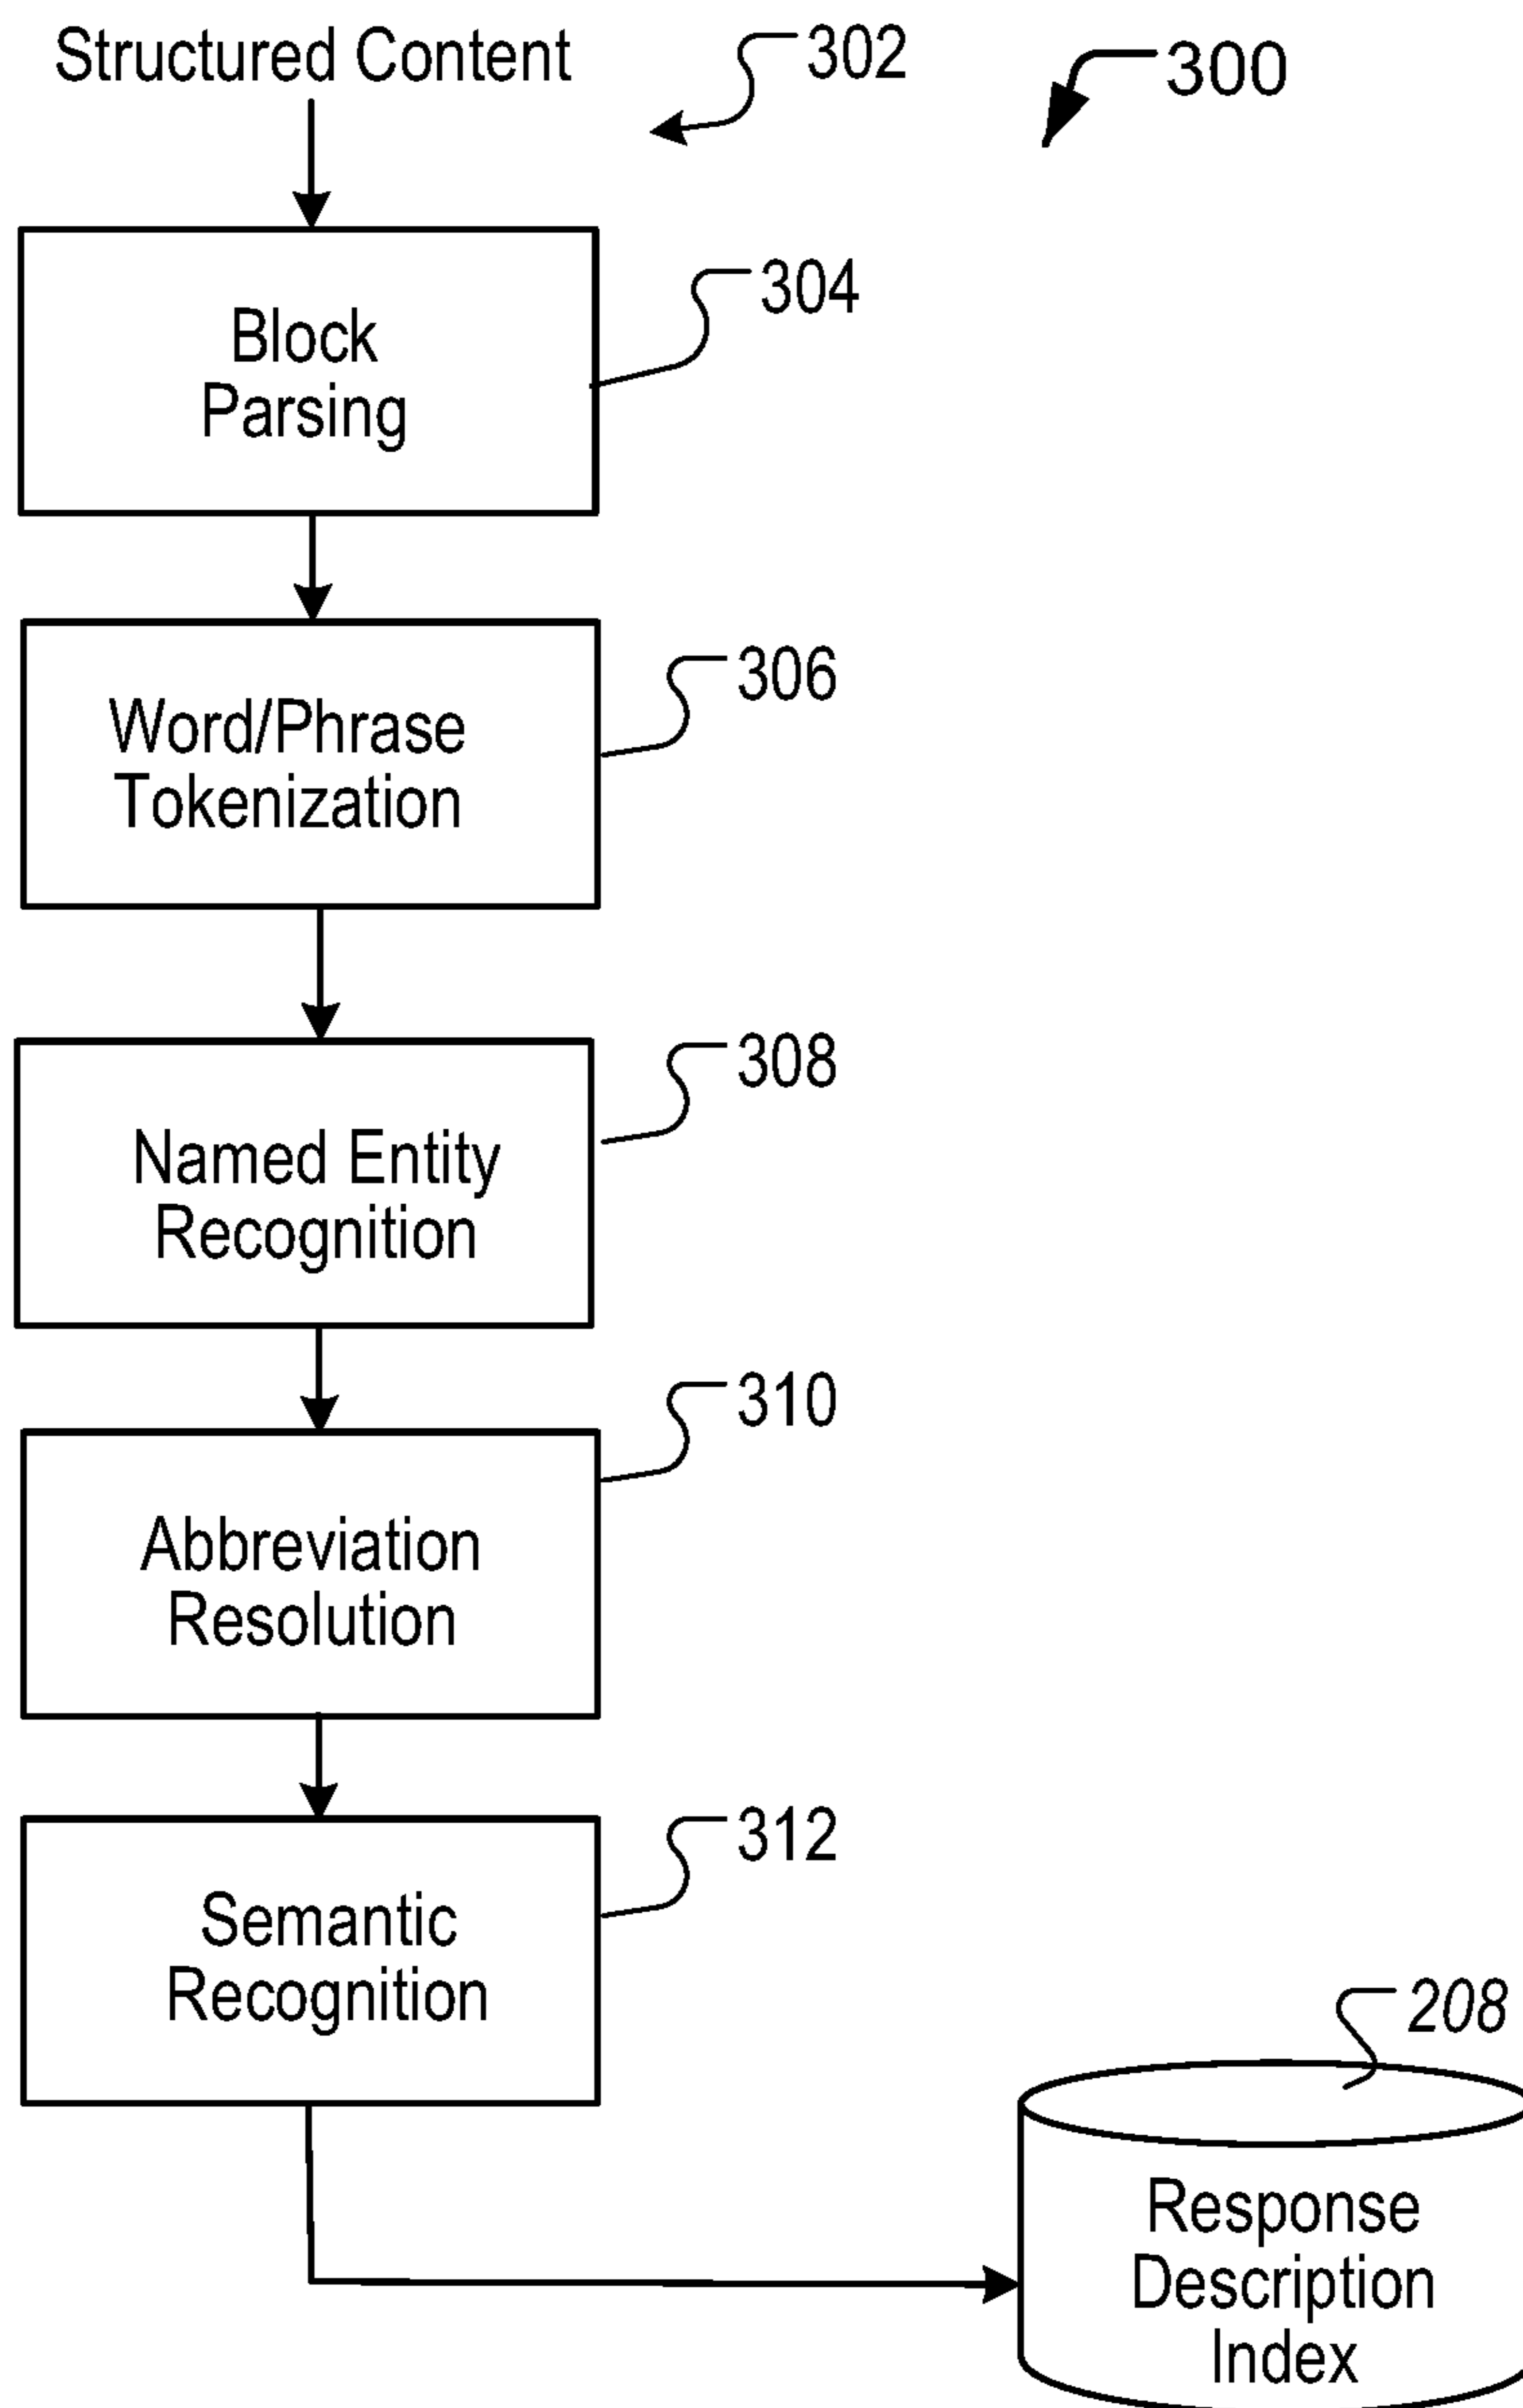 Structured Content
302
300
Block
Parsing
304
Word/Phrase
Tokenization
306
Named Entity
Recognition
308
Abbreviation
Resolution
310
Semantic
Recognition
312
208
Response
Description
Index